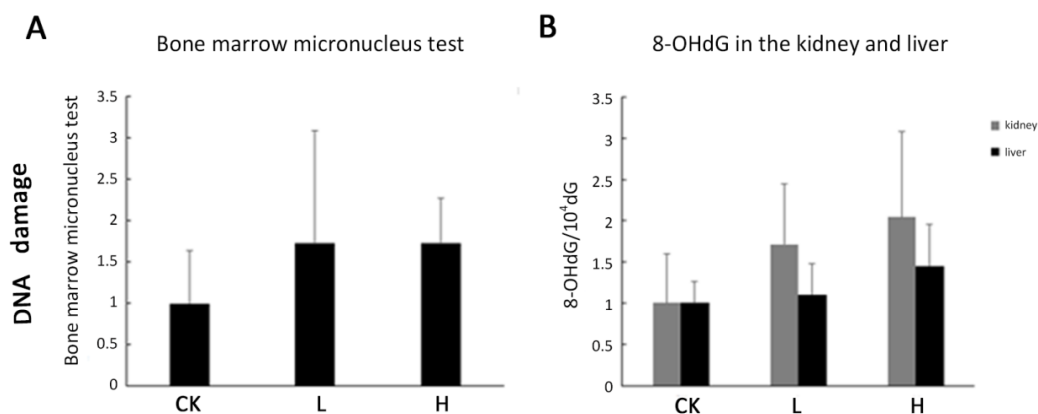 A
Bone marrow micronucleus test
DNA damage
Bone marrow micronucleus test
3.5
3
2.5
2
1.5
1
0.5
0
CK L H
B
8-OHdG in the kidney and liver
8-OHdG/10⁴dG
3.5
3
2.5
2
1.5
1
0.5
0
CK L H
kidney
liver